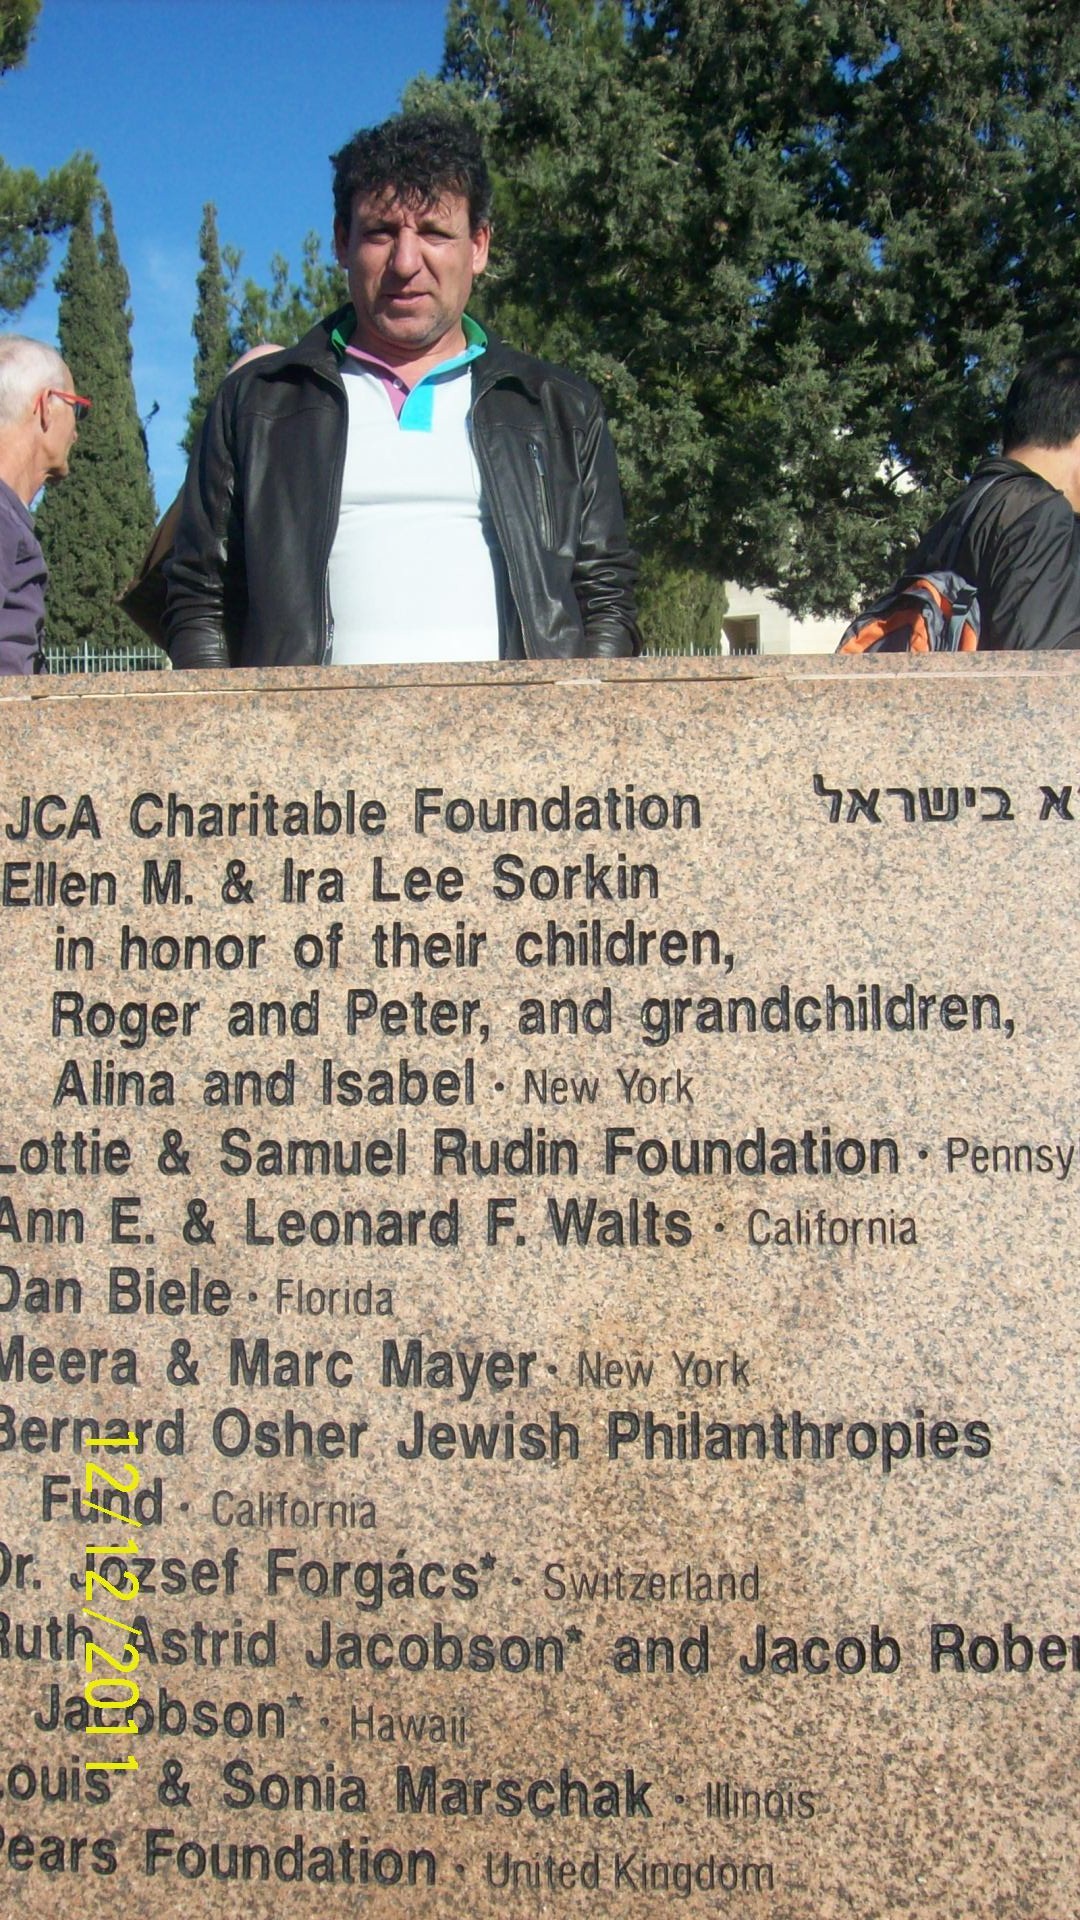 JCA Charitable Foundation
א בישראל
Ellen M. & Ira Lee Sorkin
in honor of their children,
Roger and Peter, and grandchildren,
Alina and Isabel · New York
Lottie & Samuel Rudin Foundation · Pennsy
Ann E. & Leonard F. Walts · California
Dan Biele · Florida
Meera & Marc Mayer · New York
Bernard Osher Jewish Philanthropies
Fund · California
Dr. Jozsef Forgács* · Switzerland
Ruth Astrid Jacobson* and Jacob Rober
Jacobson* · Hawaii
Louis* & Sonia Marschak · Illinois
Pears Foundation · United Kingdom
12/12/2011